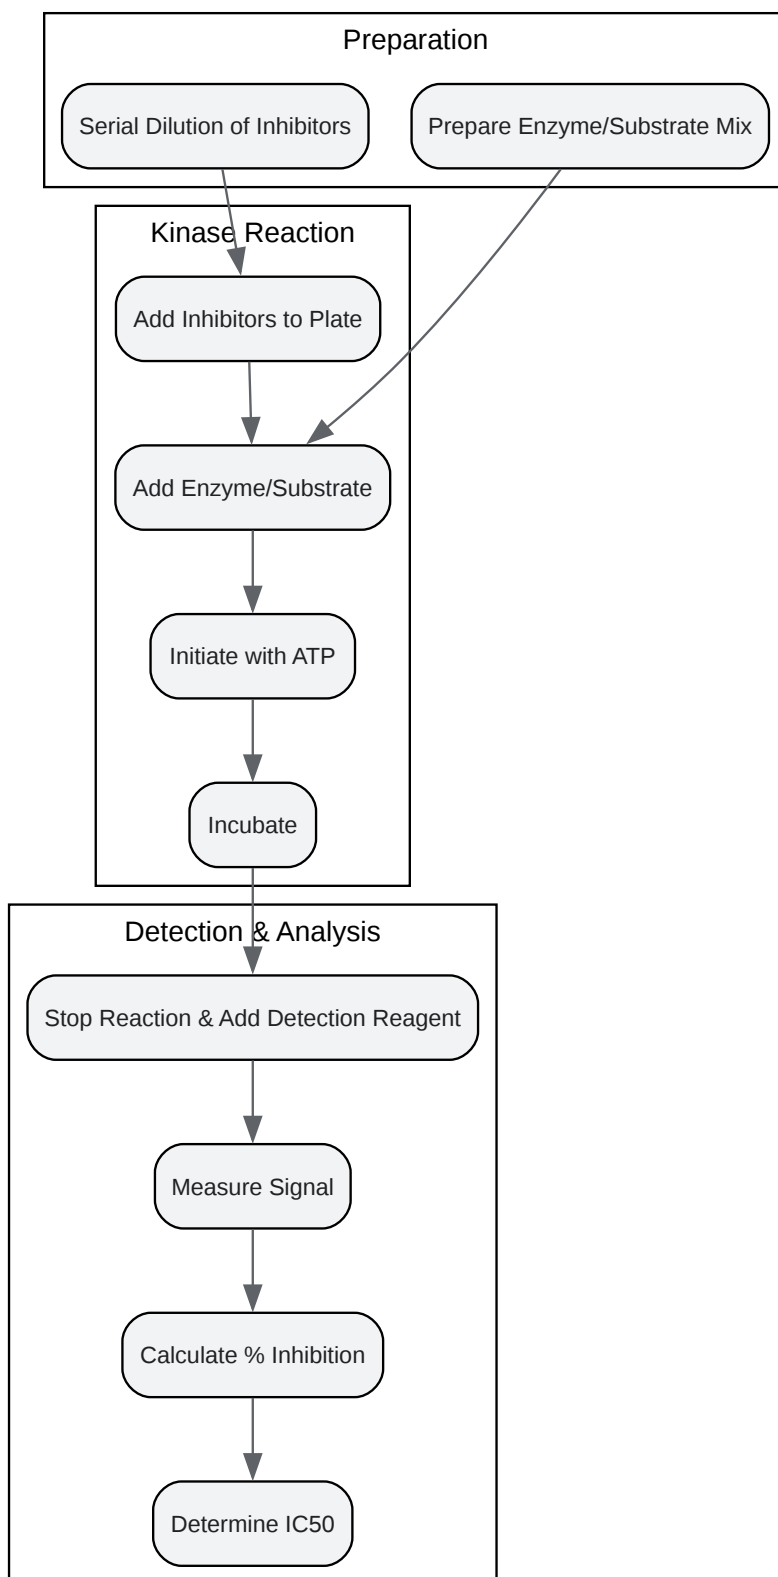 Preparation
Serial Dilution of Inhibitors
Prepare Enzyme/Substrate Mix
Kinase Reaction
Add Inhibitors to Plate
Add Enzyme/Substrate
Initiate with ATP
Incubate
Detection & Analysis
Stop Reaction & Add Detection Reagent
Measure Signal
Calculate % Inhibition
Determine IC50